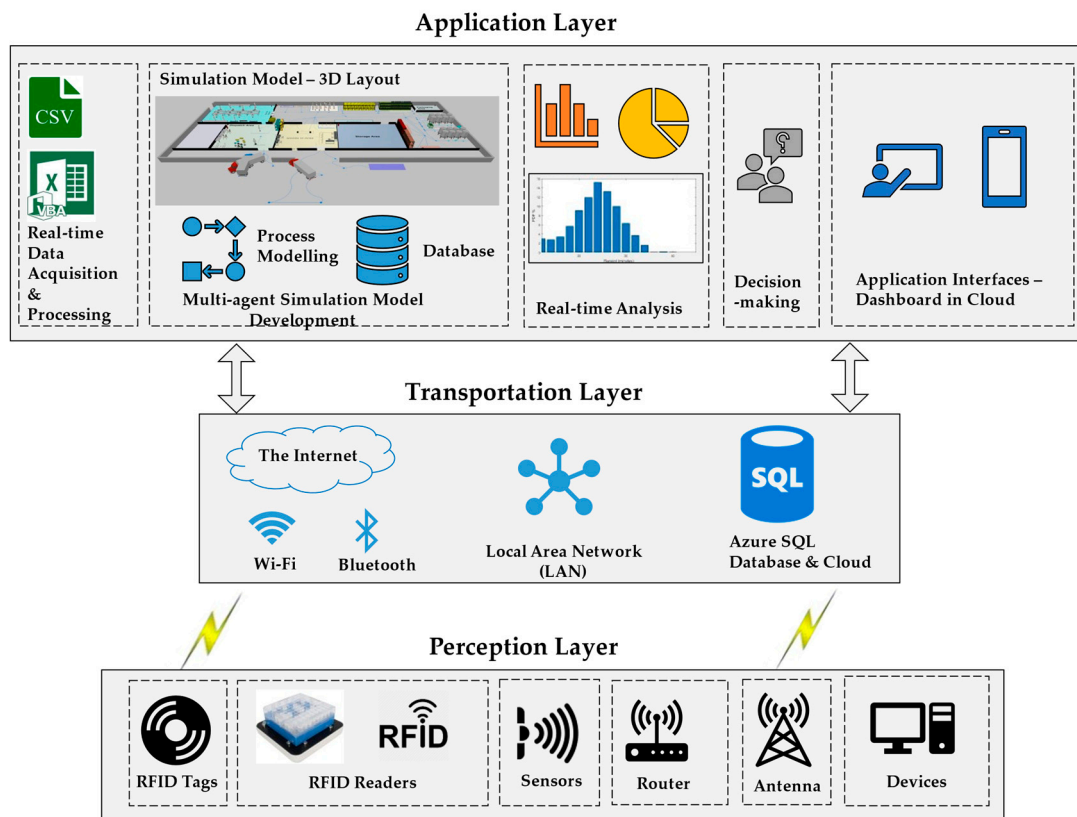 Application Layer
CSV
X
VBA
Real-time
Data
Acquisition
&
Processing
Simulation Model – 3D Layout
Process
Modelling
Database
Multi-agent Simulation Model
Development
Real-time Analysis
?
Decision
-making
Application Interfaces –
Dashboard in Cloud
Transportation Layer
The Internet
Wi-Fi
Bluetooth
Local Area Network
(LAN)
SQL
Azure SQL
Database & Cloud
Perception Layer
RFID Tags
RFID
RFID Readers
Sensors
Router
Antenna
Devices